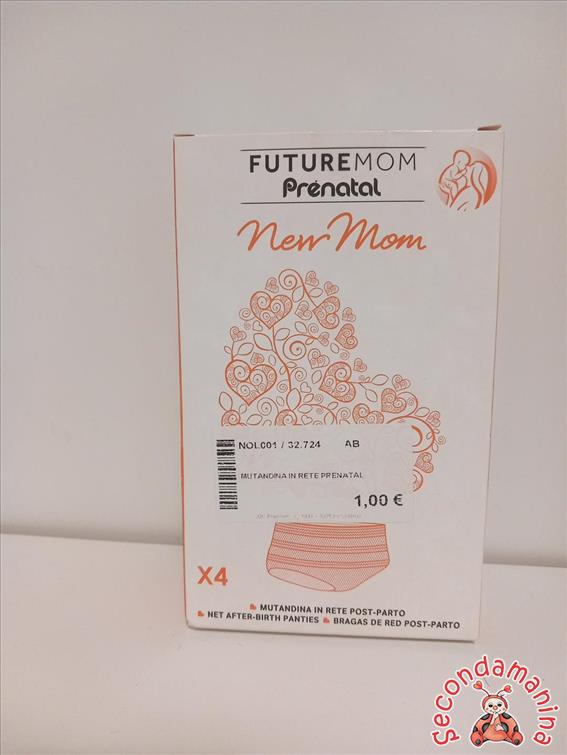 FUTUREMOM
Prénatal
New Mom
NOL001 / 32.724 AB
MUTANDINA IN RETE PRENATAL
1,00 €
X4
MUTANDINA IN RETE POST-PARTO
NET AFTER-BIRTH PANTIES BRAGAS DE RED POST-PARTO
Secondamanina